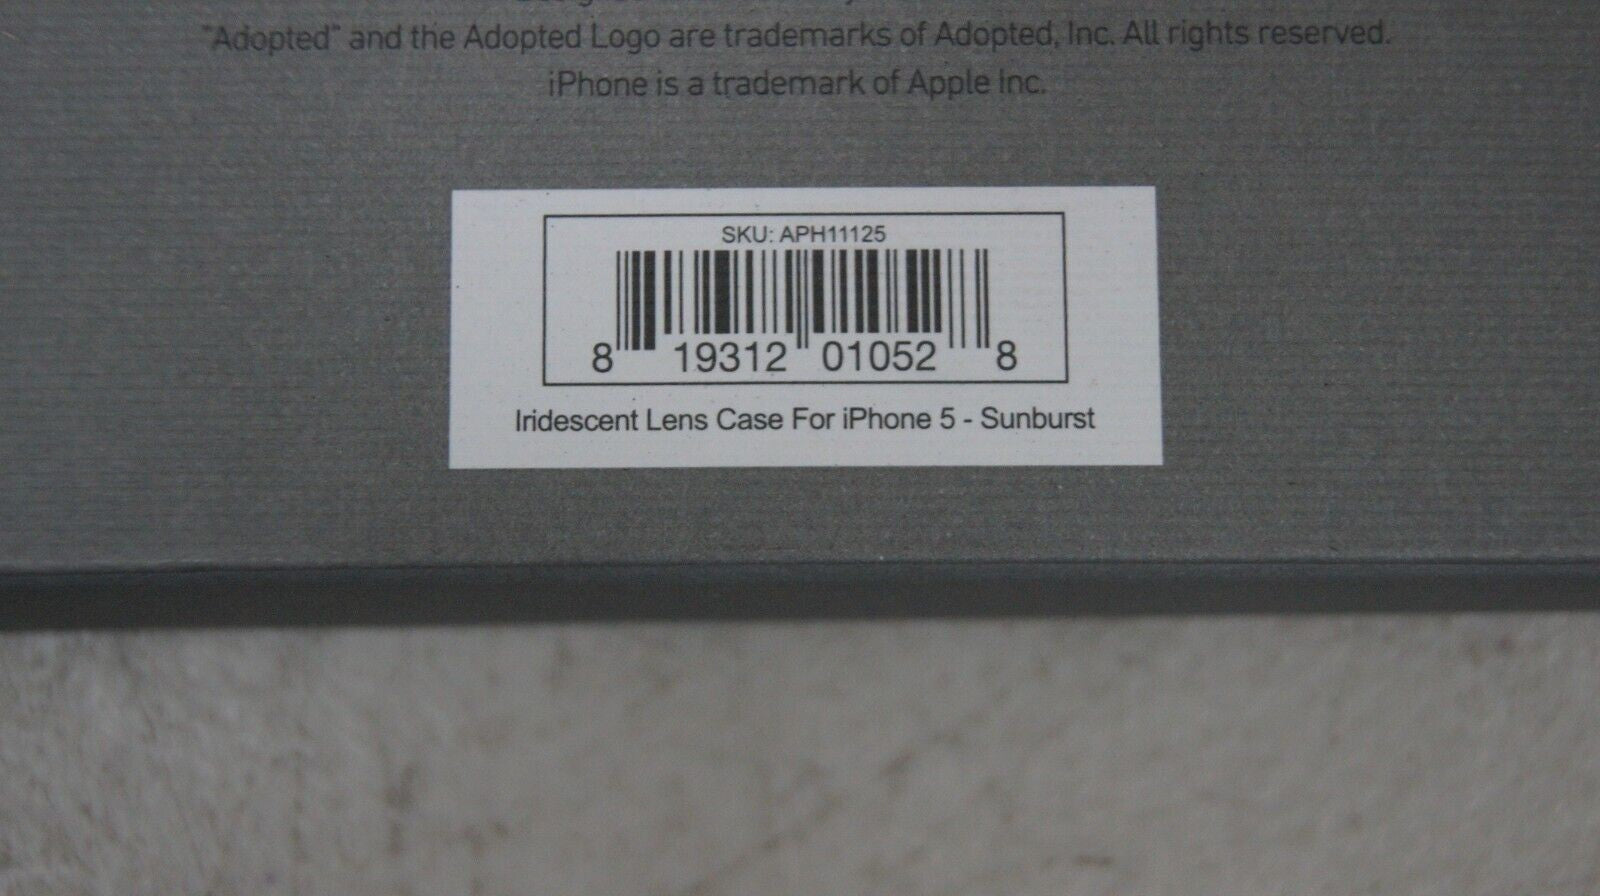 "Adopted" and the Adopted Logo are trademarks of Adopted, Inc. All rights reserved.
iPhone is a trademark of Apple Inc.
SKU: APH11125
8 19312 01052 8
Iridescent Lens Case For iPhone 5 - Sunburst